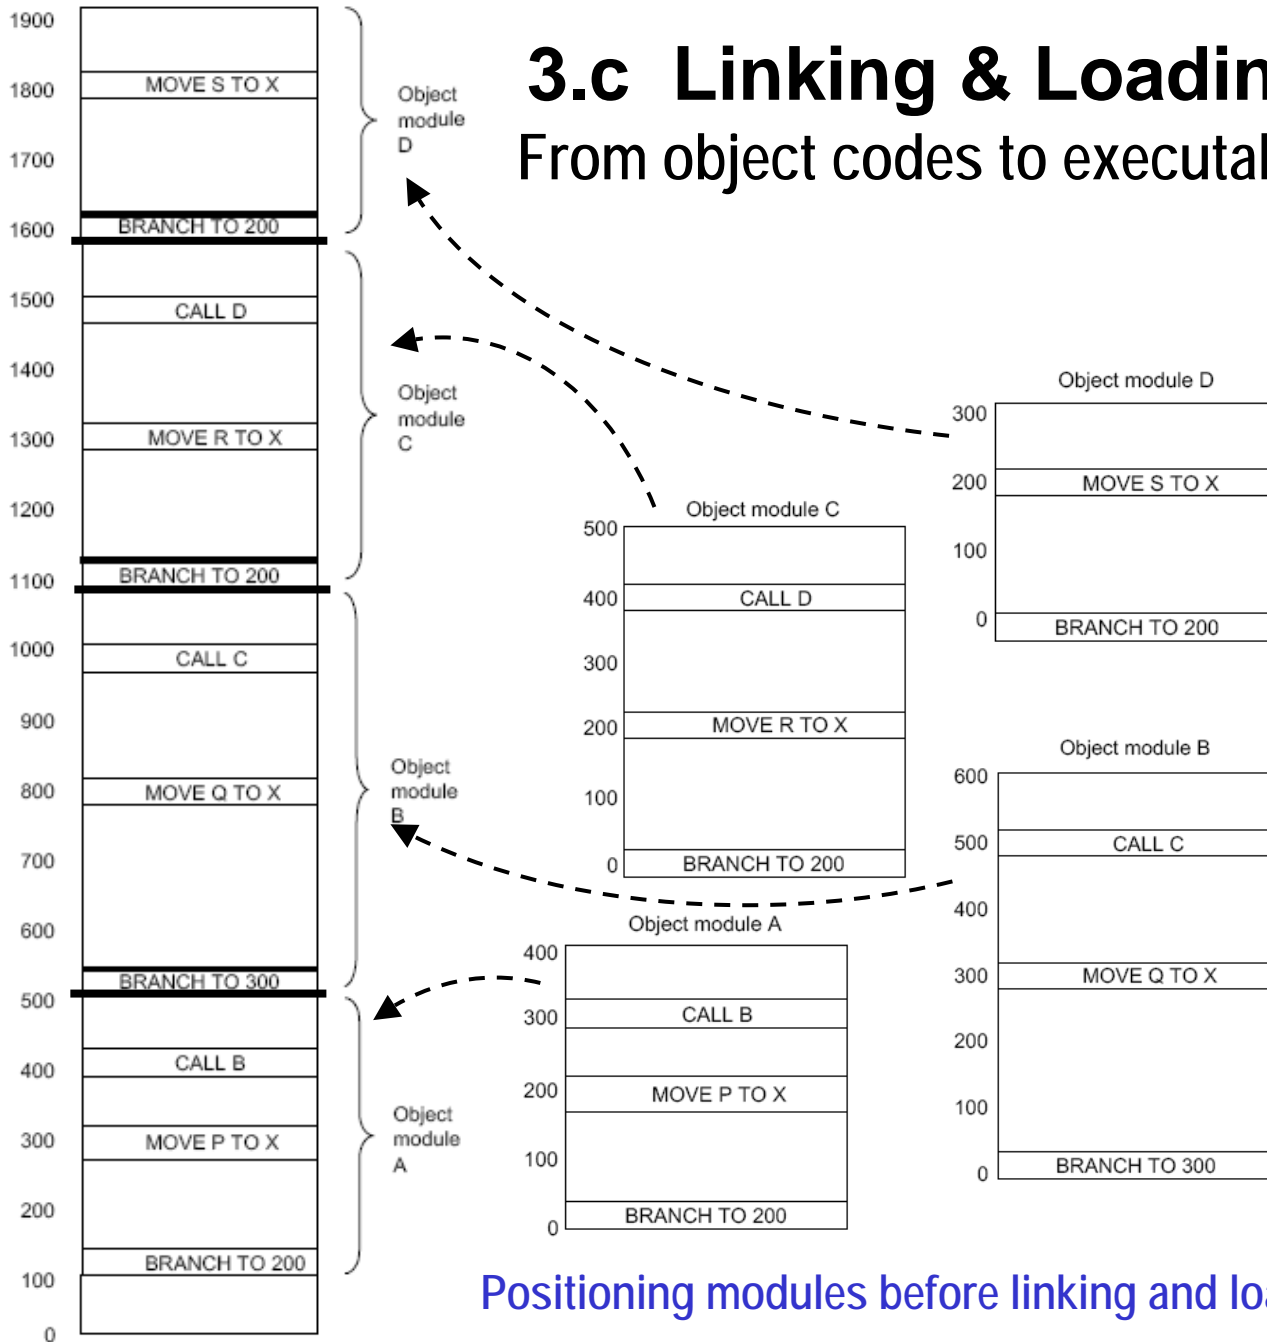 3.c Linking & Loadin
From object codes to executal
1900
MOVE S TO X
1800
1700
BRANCH TO 200
1600
Object
module
D
1500
CALL D
1400
1300
MOVE R TO X
1200
BRANCH TO 200
1100
Object
module
C
1000
CALL C
900
800
MOVE Q TO X
700
600
BRANCH TO 300
500
Object
module
B
CALL B
400
300
MOVE P TO X
200
BRANCH TO 200
100
0
Object
module
A
Object module D
300
200
MOVE S TO X
100
0
BRANCH TO 200
Object module C
500
400
CALL D
300
200
MOVE R TO X
100
0
BRANCH TO 200
Object module B
600
500
CALL C
400
300
MOVE Q TO X
200
100
0
BRANCH TO 300
Object module A
400
300
CALL B
200
MOVE P TO X
100
0
BRANCH TO 200
Positioning modules before linking and loa